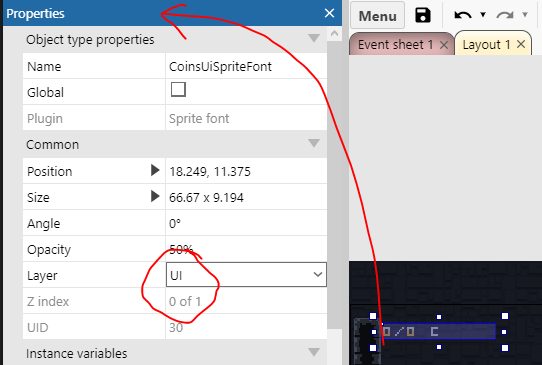 Properties
Menu
Object type properties
Event sheet 1
Layout 1
Name CoinsUiSpriteFont
Global
Plugin Sprite font
Common
Position 18.249, 11.375
Size 66.67 x 9.194
Angle 0°
Opacity 50%
Layer UI
Z index 0 of 1
UID 30
Instance variables